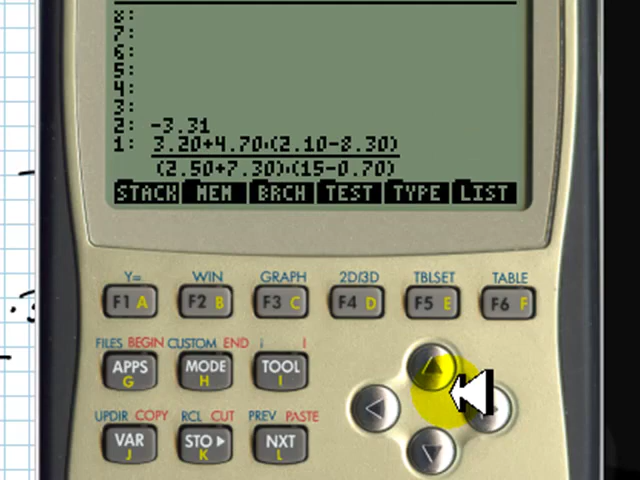 8:
7:
6:
5:
4:
3:
2: -3.31
1: 3.20+4.70·(2.10-8.30)
(2.50+7.30)·(15-0.70)
STACK MEM BRCH TEST TYPE LIST
Y= WIN GRAPH 2D/3D TBLSET TABLE
F1 A F2 B F3 C F4 D F5 E F6 F
FILES BEGIN CUSTOM END i I
APPS MODE TOOL
G H I
UPDIR COPY RCL CUT PREV PASTE
VAR STO▶ NXT
J K L